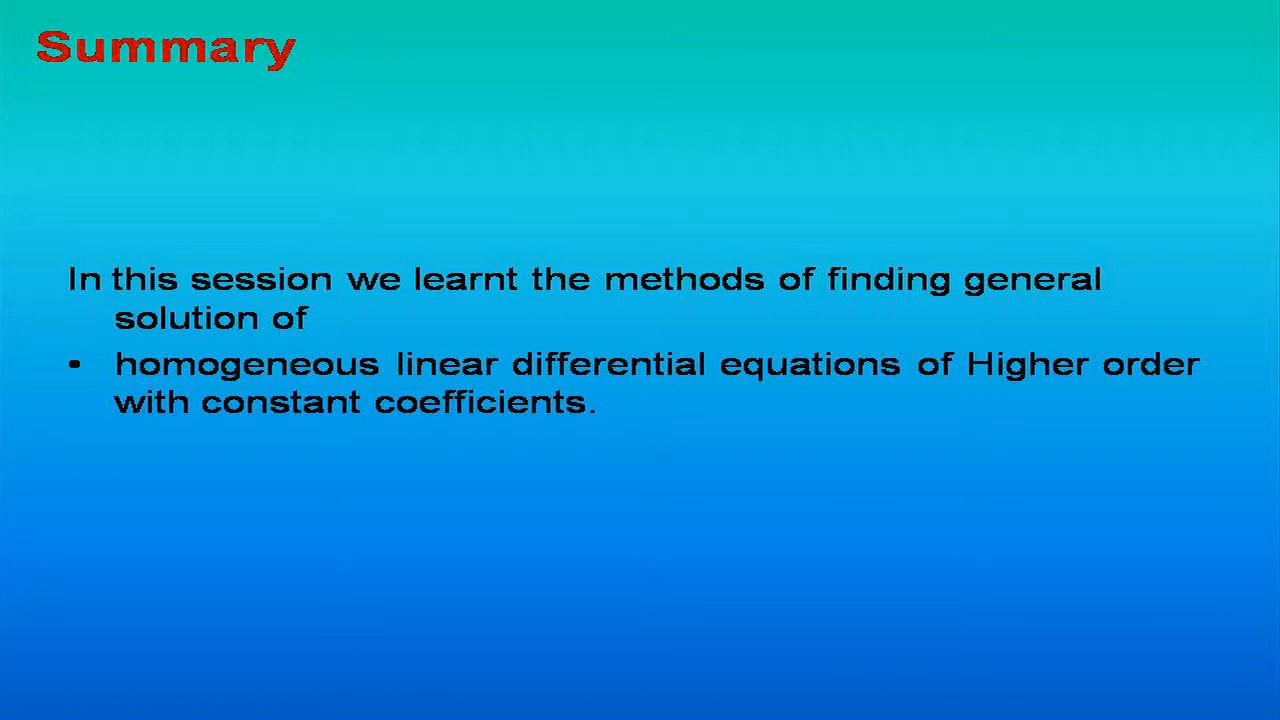 Summary
In this session we learnt the methods of finding general
solution of
• homogeneous linear differential equations of Higher order
with constant coefficients.